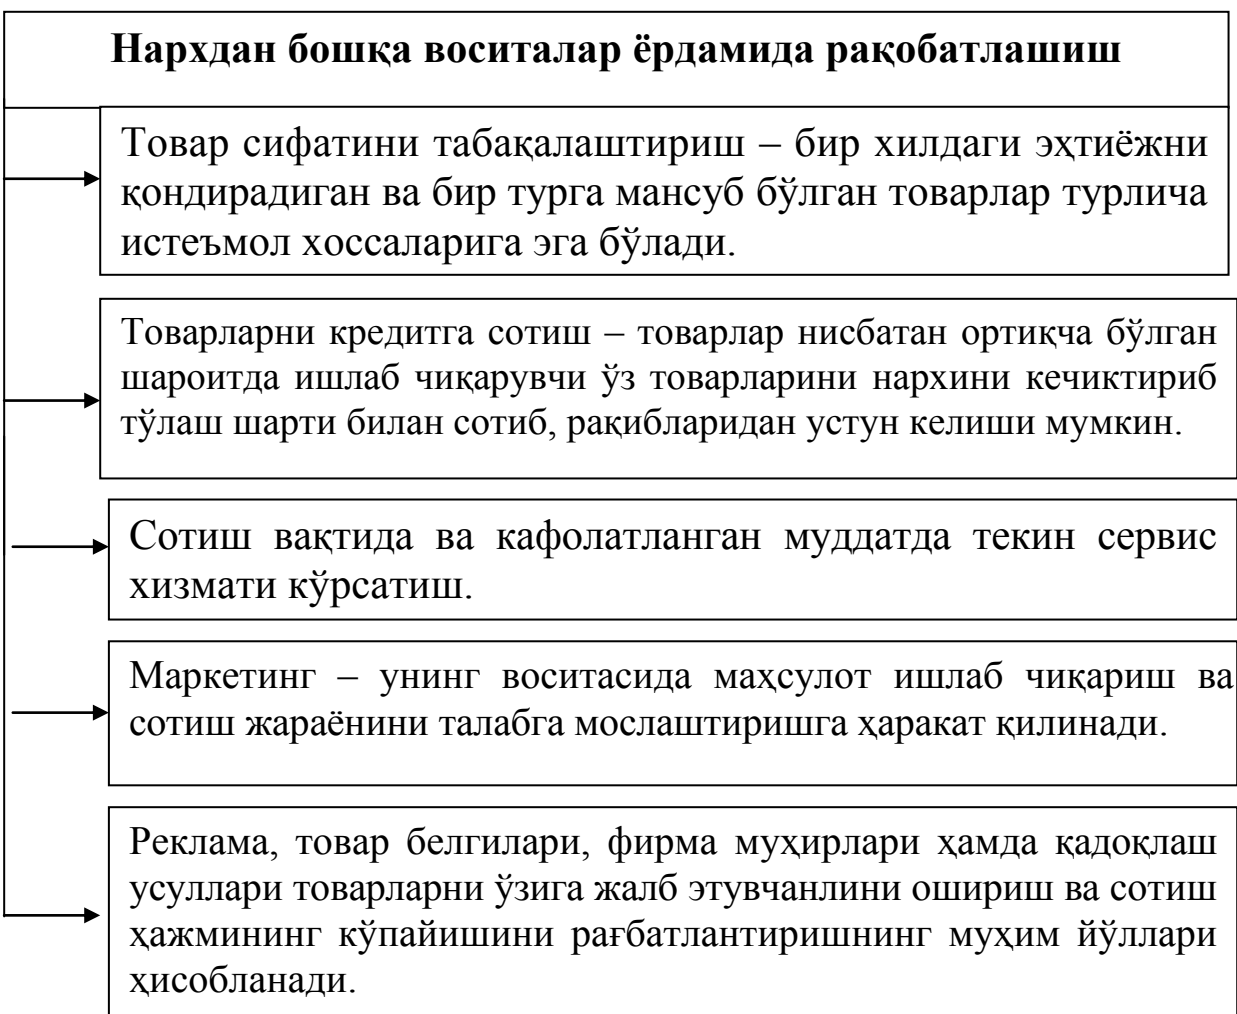 Нархдан бошқа воситалар ёрдамида рақобатлашиш
Товар сифатини табақалаштириш – бир хилдаги эҳтиёжни
қондирадиган ва бир турга мансуб бўлган товарлар турлича
истеъмол хоссаларига эга бўлади.
Товарларни кредитга сотиш – товарлар нисбатан ортиқча бўлган
шароитда ишлаб чиқарувчи ўз товарларини нархини кечиктириб
тўлаш шарти билан сотиб, рақибларидан устун келиши мумкин.
Сотиш вақтида ва кафолатланган муддатда текин сервис
хизмати кўрсатиш.
Маркетинг – унинг воситасида маҳсулот ишлаб чиқариш ва
сотиш жараёнини талабга мослаштиришга ҳаракат қилинади.
Реклама, товар белгилари, фирма муҳирлари ҳамда қадоқлаш
усуллари товарларни ўзига жалб этувчанлини ошириш ва сотиш
ҳажмининг кўпайишини рағбатлантиришнинг муҳим йўллари
ҳисобланади.